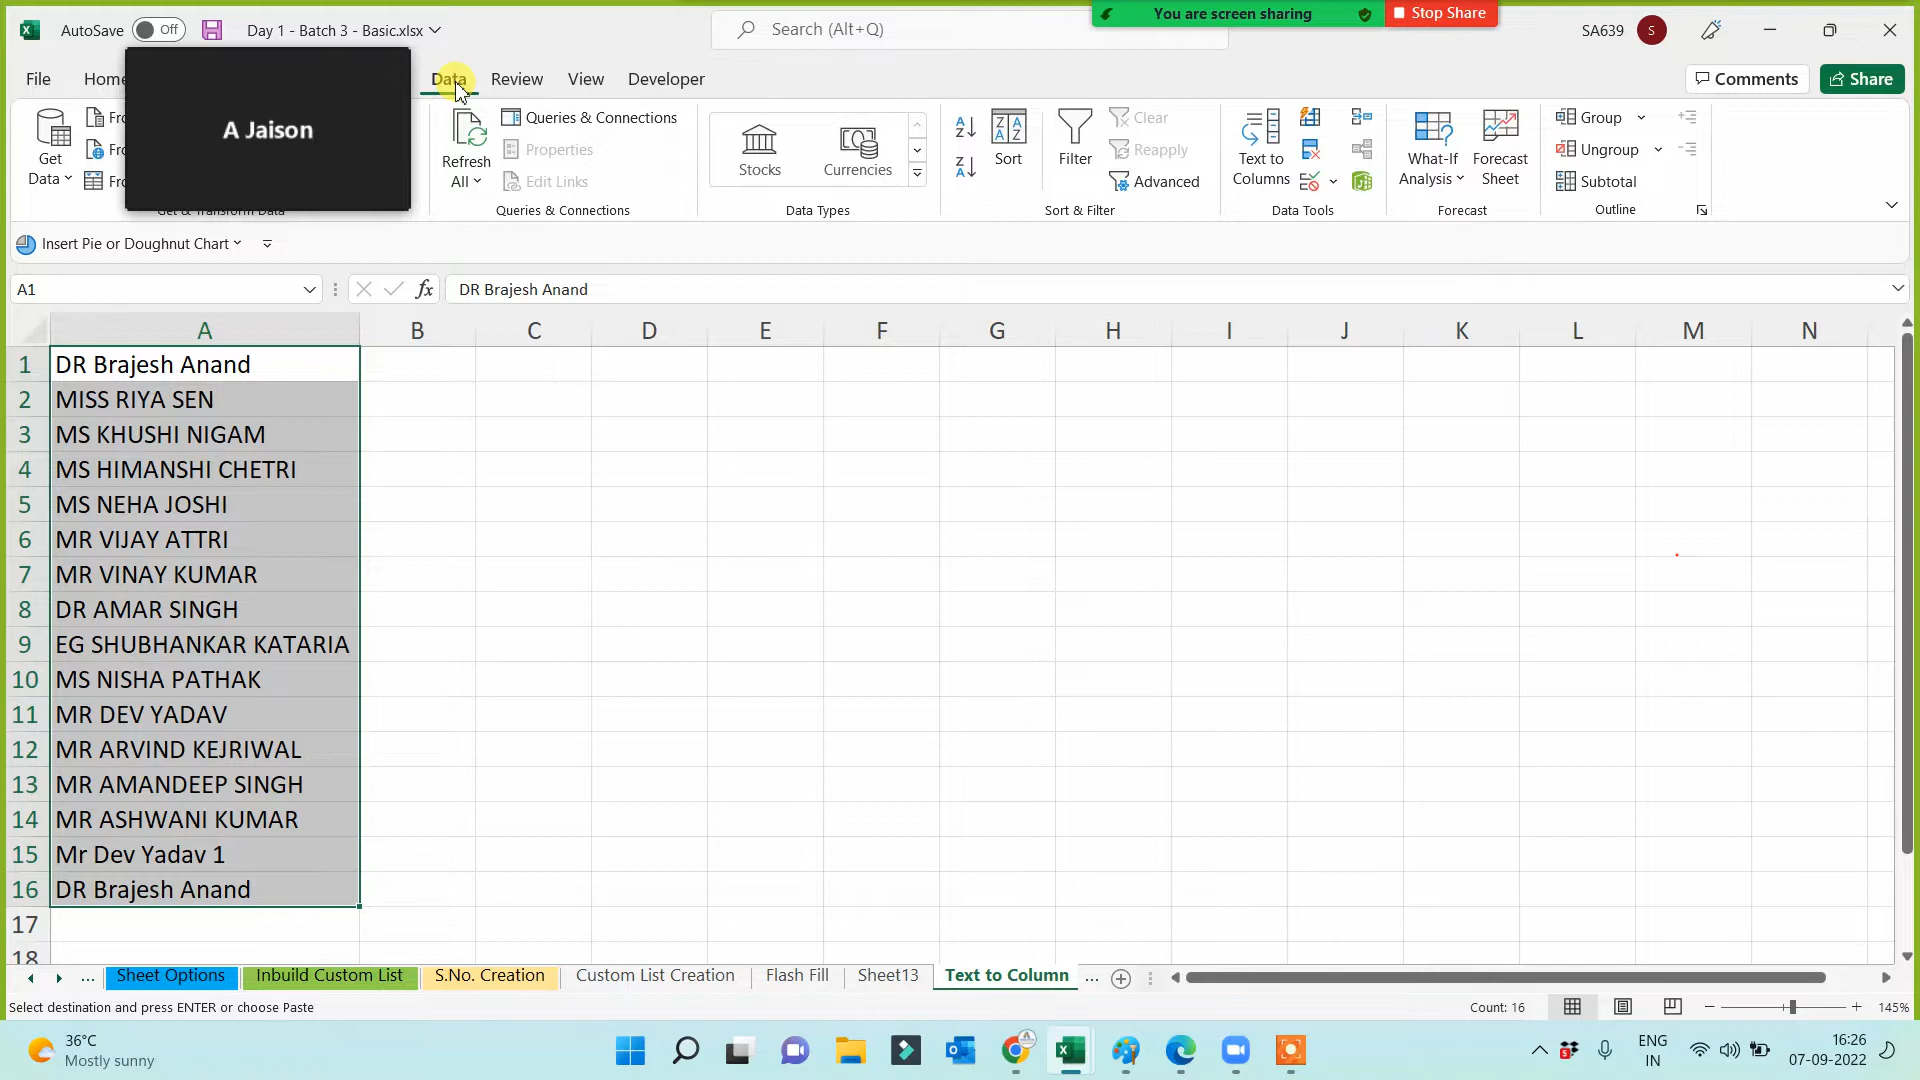 You are screen sharing
Stop Share
AutoSave Off Day 1 - Batch 3 - Basic.xlsx Search (Alt+Q) SA639 S
File Home Data Review View Developer Comments Share
A Jaison
Get Data
Refresh All
Queries & Connections
Properties
Edit Links
Stocks
Currencies
Sort
Filter
Clear
Reapply
Advanced
Text to Columns
What-If Analysis
Forecast Sheet
Group
Ungroup
Subtotal
Get & Transform Data Queries & Connections Data Types Sort & Filter Data Tools Forecast Outline
Insert Pie or Doughnut Chart
A1 fx DR Brajesh Anand
A B C D E F G H I J K L M N
1 DR Brajesh Anand
2 MISS RIYA SEN
3 MS KHUSHI NIGAM
4 MS HIMANSHI CHETRI
5 MS NEHA JOSHI
6 MR VIJAY ATTRI
7 MR VINAY KUMAR
8 DR AMAR SINGH
9 EG SHUBHANKAR KATARIA
10 MS NISHA PATHAK
11 MR DEV YADAV
12 MR ARVIND KEJRIWAL
13 MR AMANDEEP SINGH
14 MR ASHWANI KUMAR
15 Mr Dev Yadav 1
16 DR Brajesh Anand
17
18
... Sheet Options Inbuild Custom List S.No. Creation Custom List Creation Flash Fill Sheet13 Text to Column ...
Select destination and press ENTER or choose Paste Count: 16 145%
36°C
Mostly sunny
ENG
IN
16:26
07-09-2022